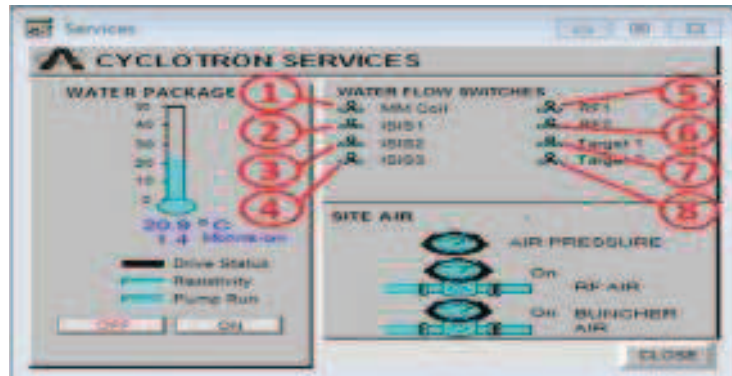 Services
CYCLOTRON SERVICES
WATER PACKAGE
50
40
30
20
10
0
20.9 °C
1.4
Drive Status
Resistivity
Pump Run
OFF ON
WATER FLOW SWITCHES
1 MM Coil
2 ISIS1
3 ISIS2
4 ISIS3
RF1 5
RF2 6
Target 1 7
Target 8
SITE AIR
AIR PRESSURE
On
RF AIR
On BUNCHER
AIR
CLOSE